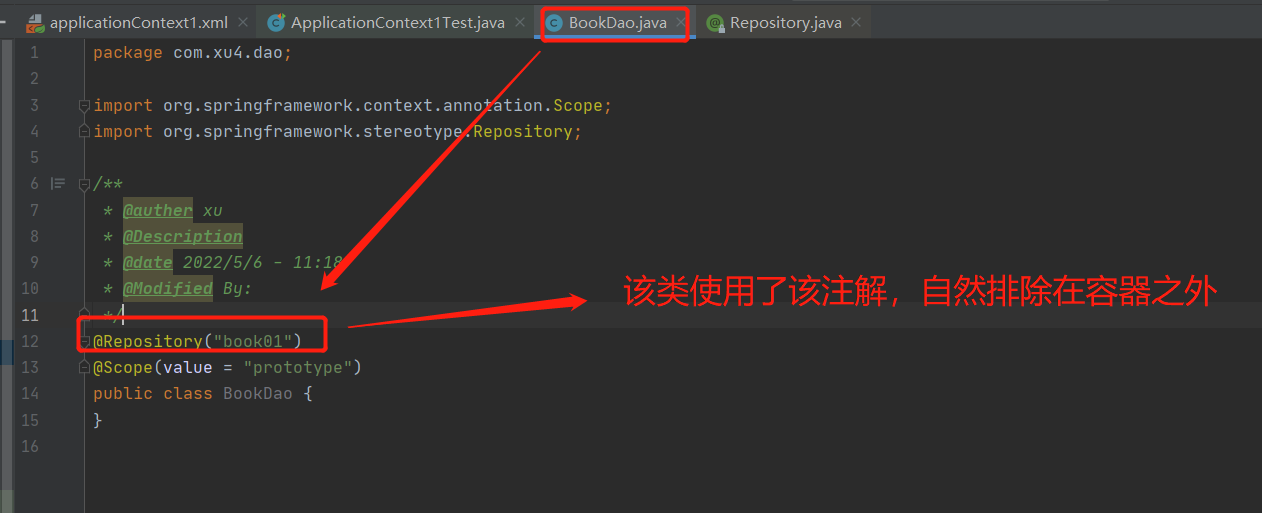 applicationContext1.xml ApplicationContext1Test.java BookDao.java Repository.java
1 package com.xu4.dao;
2
3 import org.springframework.context.annotation.Scope;
4 import org.springframework.stereotype.Repository;
5
6 /**
7 * @auther xu
8 * @Description
9 * @date 2022/5/6 - 11:18
10 * @Modified By:
11 */
12 @Repository("book01")
13 @Scope(value = "prototype")
14 public class BookDao {
15 }
16
该类使用了该注解，自然排除在容器之外